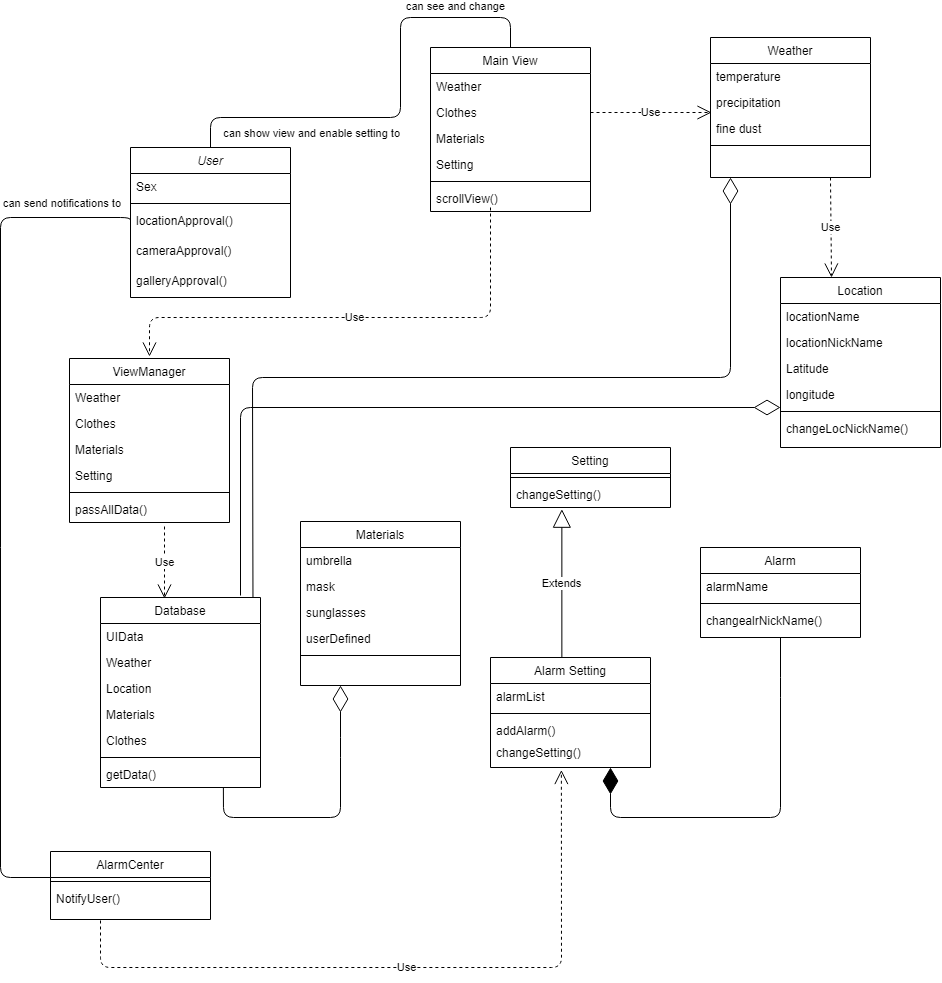 can see and change
Main View
Weather
Clothes
Materials
Setting
scrollView()
Use
Weather
temperature
precipitation
fine dust
can show view and enable setting to
User
Sex
locationApproval()
cameraApproval()
galleryApproval()
can send notifications to
Use
Use
Location
locationName
locationNickName
Latitude
longitude
changeLocNickName()
ViewManager
Weather
Clothes
Materials
Setting
passAllData()
Use
Setting
changeSetting()
Extends
Materials
umbrella
mask
sunglasses
userDefined
Alarm
alarmName
changealrNickName()
Database
UIData
Weather
Location
Materials
Clothes
getData()
Alarm Setting
alarmList
addAlarm()
changeSetting()
AlarmCenter
NotifyUser()
Use